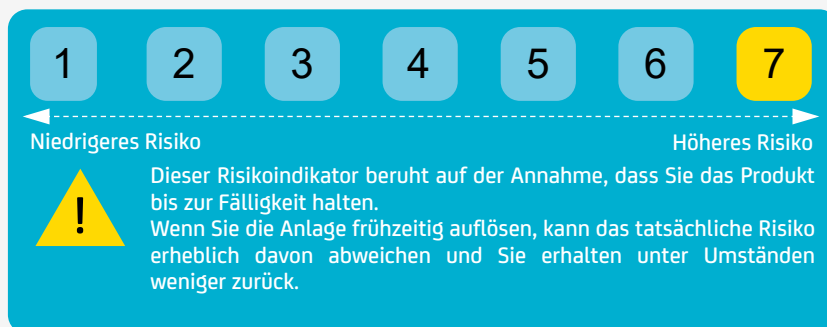 1 2 3 4 5 6 7
Niedrigeres Risiko Höheres Risiko
Dieser Risikoindikator beruht auf der Annahme, dass Sie das Produkt
bis zur Fälligkeit halten.
Wenn Sie die Anlage frühzeitig auflösen, kann das tatsächliche Risiko
erheblich davon abweichen und Sie erhalten unter Umständen
weniger zurück.
!